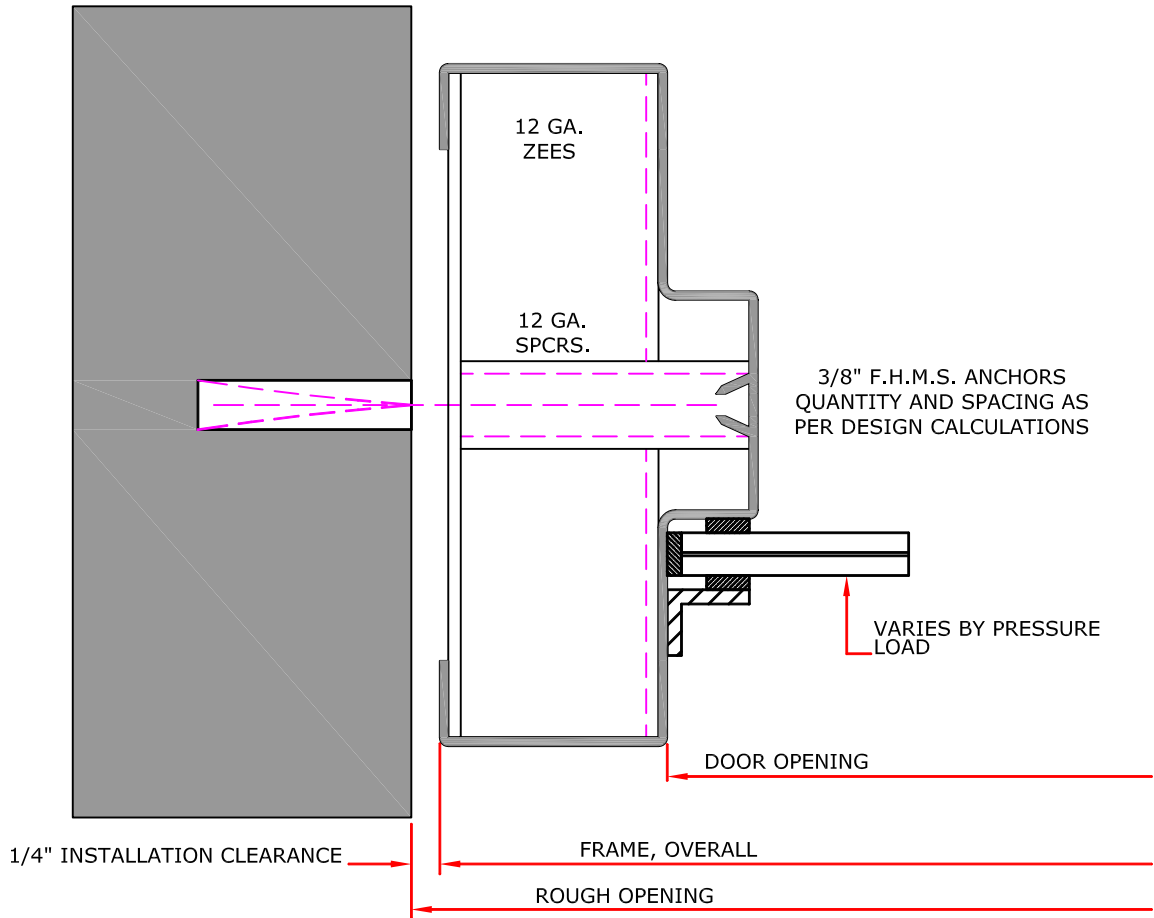 12 GA.
ZEES
12 GA.
SPCRS.
3/8" F.H.M.S. ANCHORS
QUANTITY AND SPACING AS
PER DESIGN CALCULATIONS
VARIES BY PRESSURE
LOAD
DOOR OPENING
1/4" INSTALLATION CLEARANCE
FRAME, OVERALL
ROUGH OPENING